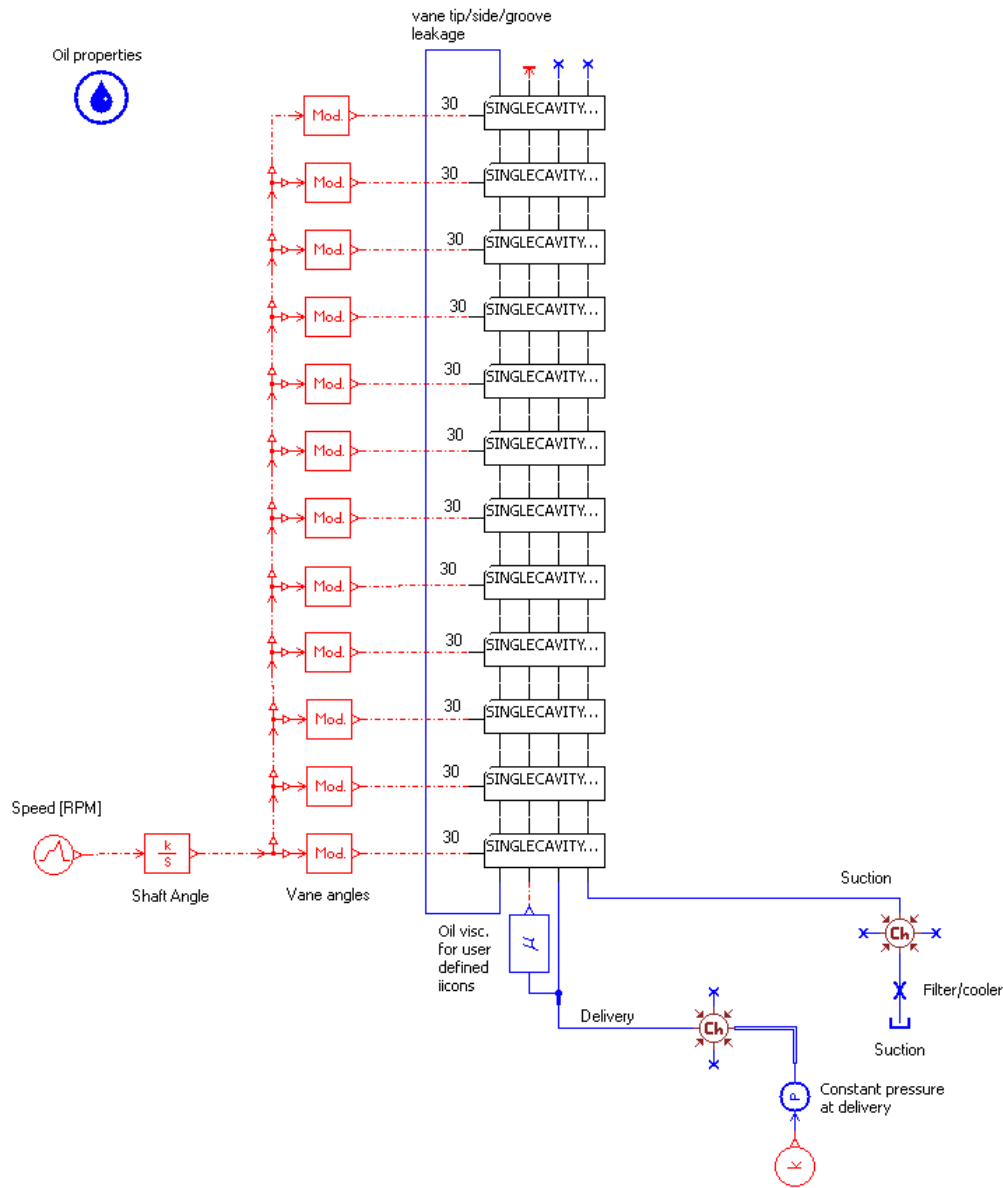 vane tip/side/groove
leakage
Oil properties
Mod.
30
SINGLECAVITY...
Mod.
30
SINGLECAVITY...
Mod.
30
SINGLECAVITY...
Mod.
30
SINGLECAVITY...
Mod.
30
SINGLECAVITY...
Mod.
30
SINGLECAVITY...
Mod.
30
SINGLECAVITY...
Mod.
30
SINGLECAVITY...
Mod.
30
SINGLECAVITY...
Mod.
30
SINGLECAVITY...
Mod.
30
SINGLECAVITY...
Speed [RPM]
k
s
Mod.
30
SINGLECAVITY...
Shaft Angle
Vane angles
Suction
Oil visc.
for user
defined
iicons
μ
Ch
Filter/cooler
Delivery
Ch
Suction
P
Constant pressure
at delivery
k